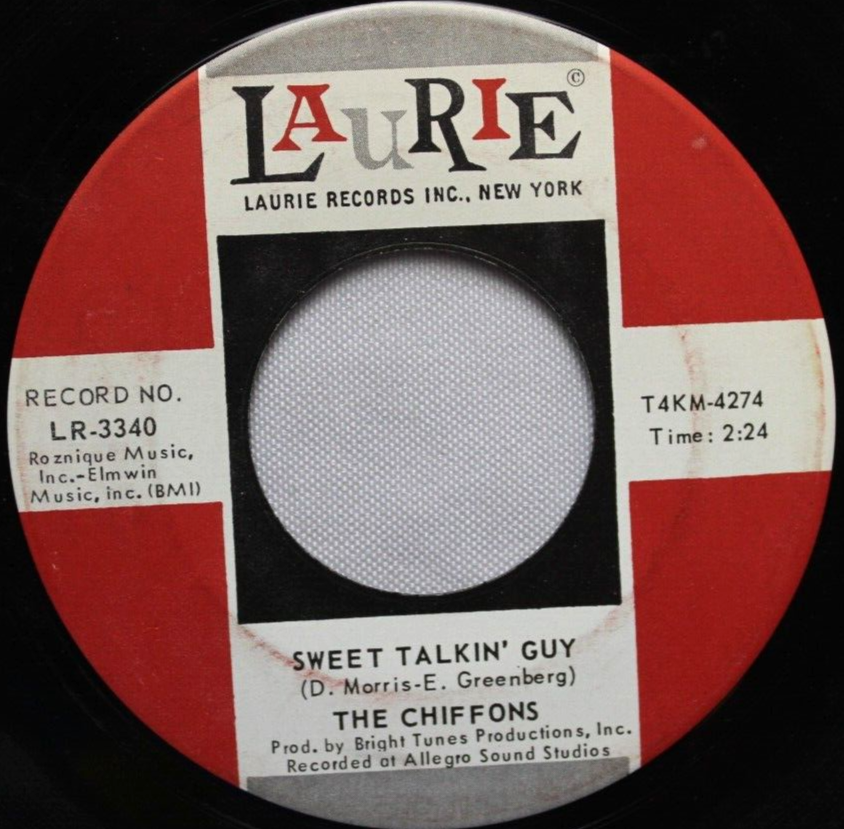 LAuRIE ©
LAURIE RECORDS INC., NEW YORK
RECORD NO.
LR-3340
Roznique Music,
Inc.-Elmwin
Music, inc. (BMI)
T4KM-4274
Time: 2:24
SWEET TALKIN' GUY
(D. Morris-E. Greenberg)
THE CHIFFONS
Prod. by Bright Tunes Productions, Inc.
Recorded at Allegro Sound Studios